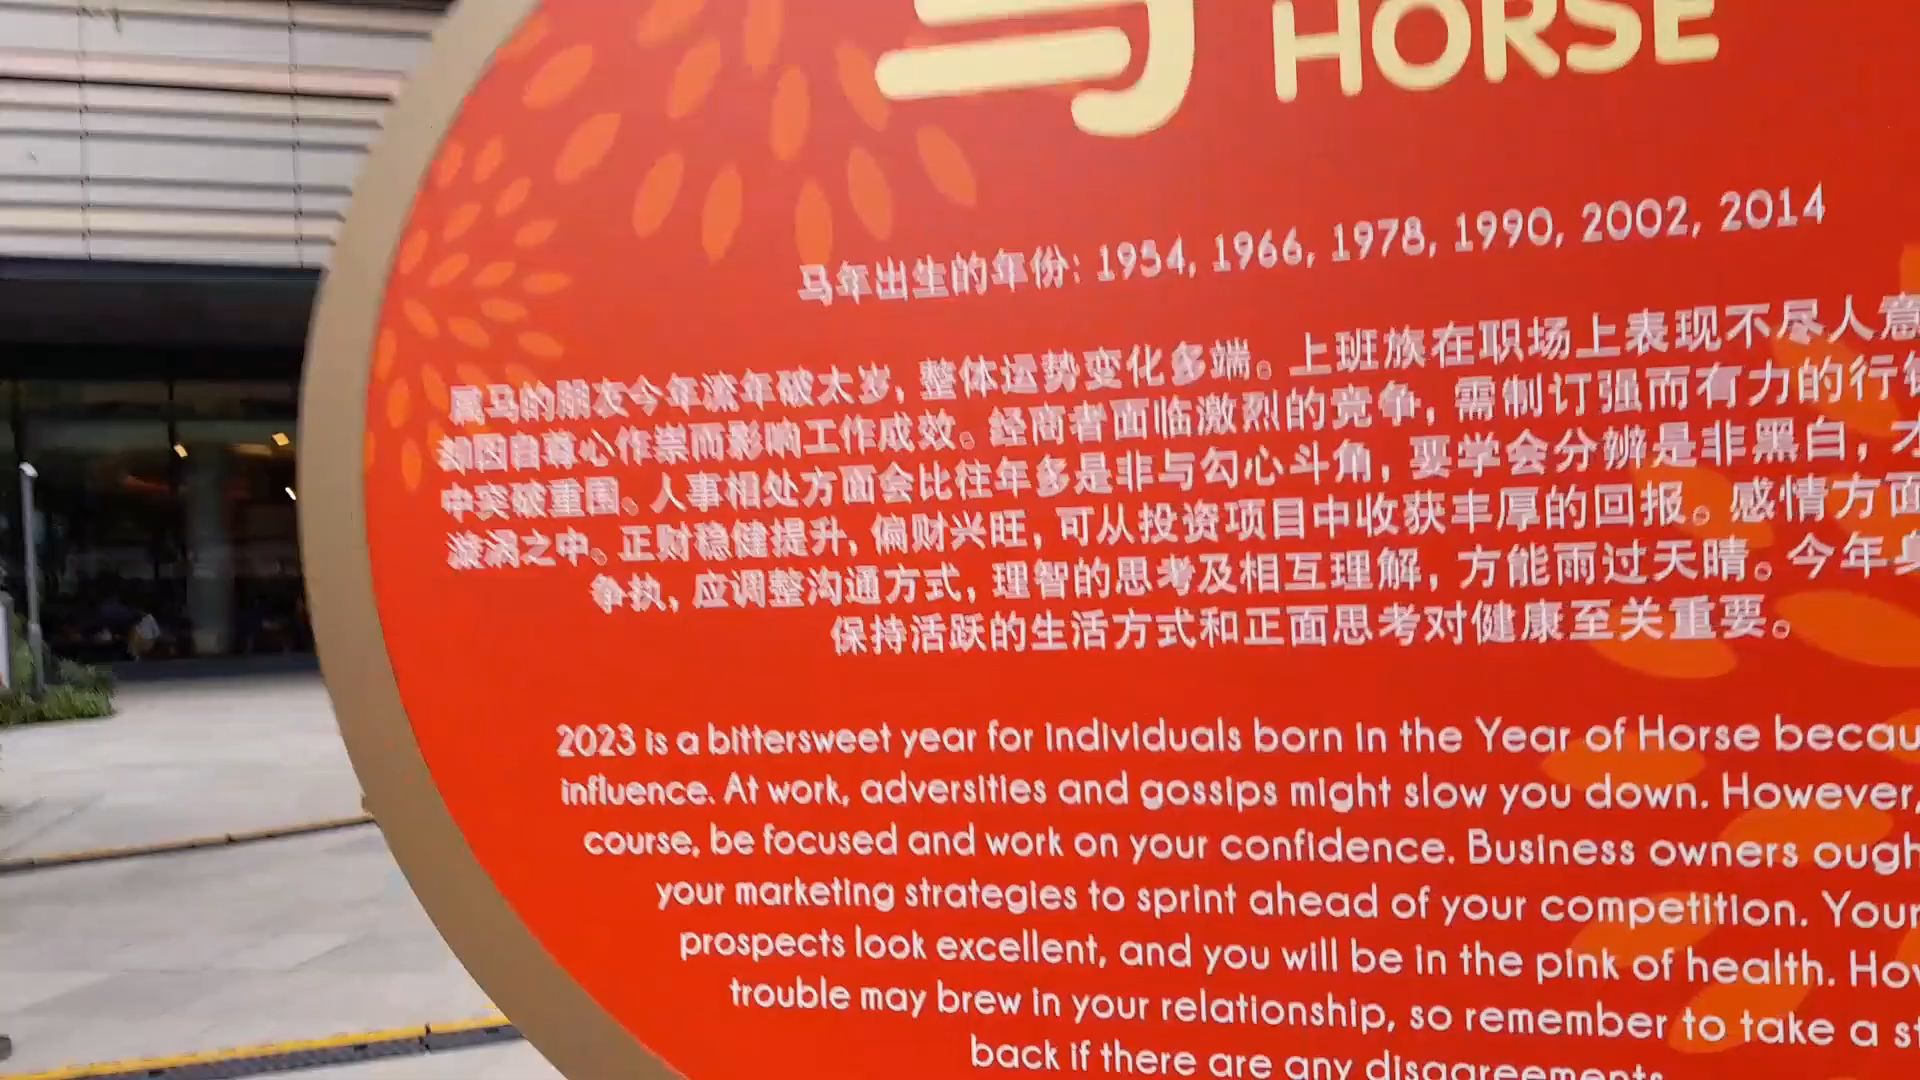 马 HORSE
马年出生的年份: 1954, 1966, 1978, 1990, 2002, 2014
属马的朋友今年流年破太岁, 整体运势变化多端。上班族在职场上表现不尽人意
却因自尊心作祟而影响工作成效。经商者面临激烈的竞争, 需制订强而有力的行
中突破重围。人事相处方面会比往年多是非与勾心斗角, 要学会分辨是非黑白, 才
漩涡之中。正财稳健提升, 偏财兴旺, 可从投资项目中收获丰厚的回报。感情方面
争执, 应调整沟通方式, 理智的思考及相互理解, 方能雨过天晴。今年身
保持活跃的生活方式和正面思考对健康至关重要。
2023 is a bittersweet year for individuals born in the Year of Horse becau
influence. At work, adversities and gossips might slow you down. However,
course, be focused and work on your confidence. Business owners ough
your marketing strategies to sprint ahead of your competition. Your
prospects look excellent, and you will be in the pink of health. How
trouble may brew in your relationship, so remember to take a st
back if there are any disagreements